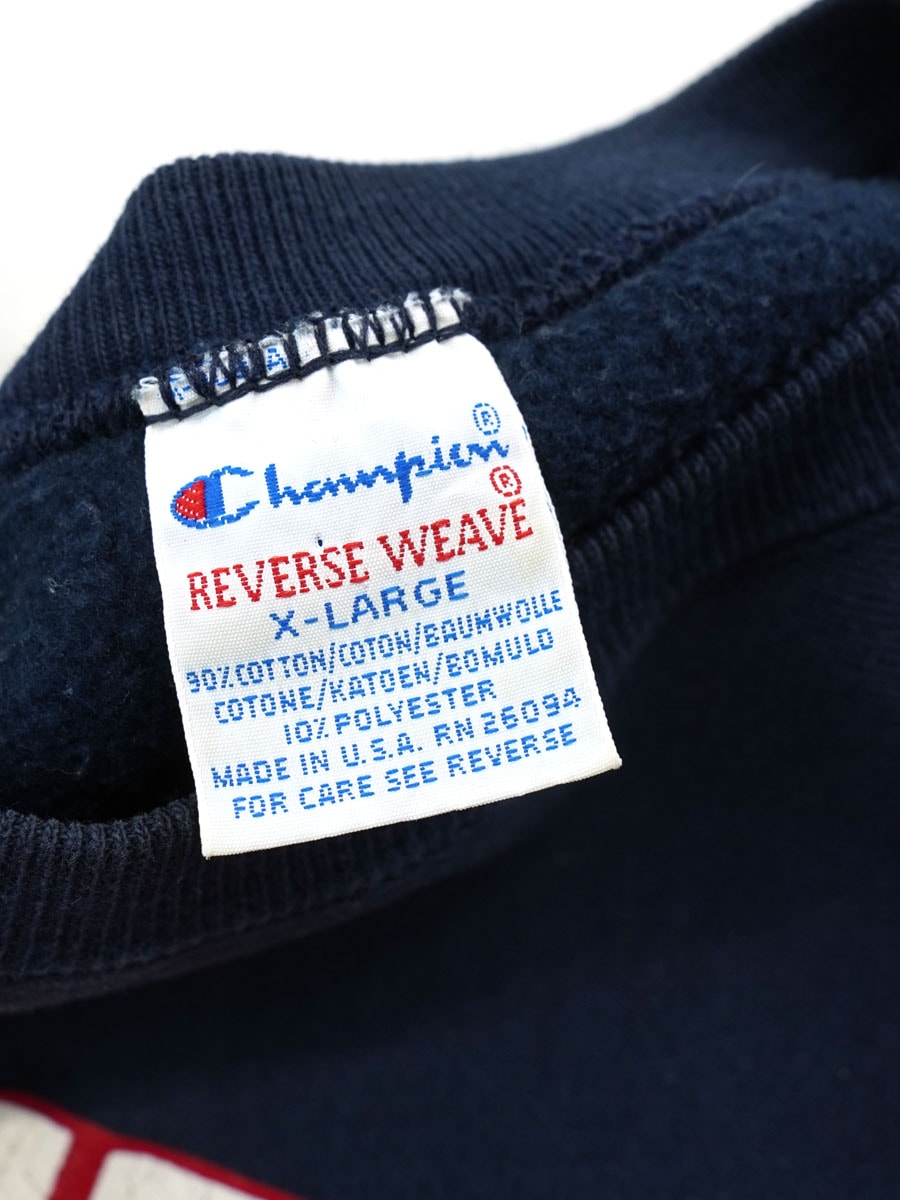 Champion®
REVERSE WEAVE®
X-LARGE
90% COTTON/COTON/BAUMWOLLE
COTONE/KATOEN/BOMULD
10% POLYESTER
MADE IN U.S.A. RN 26094
FOR CARE SEE REVERSE